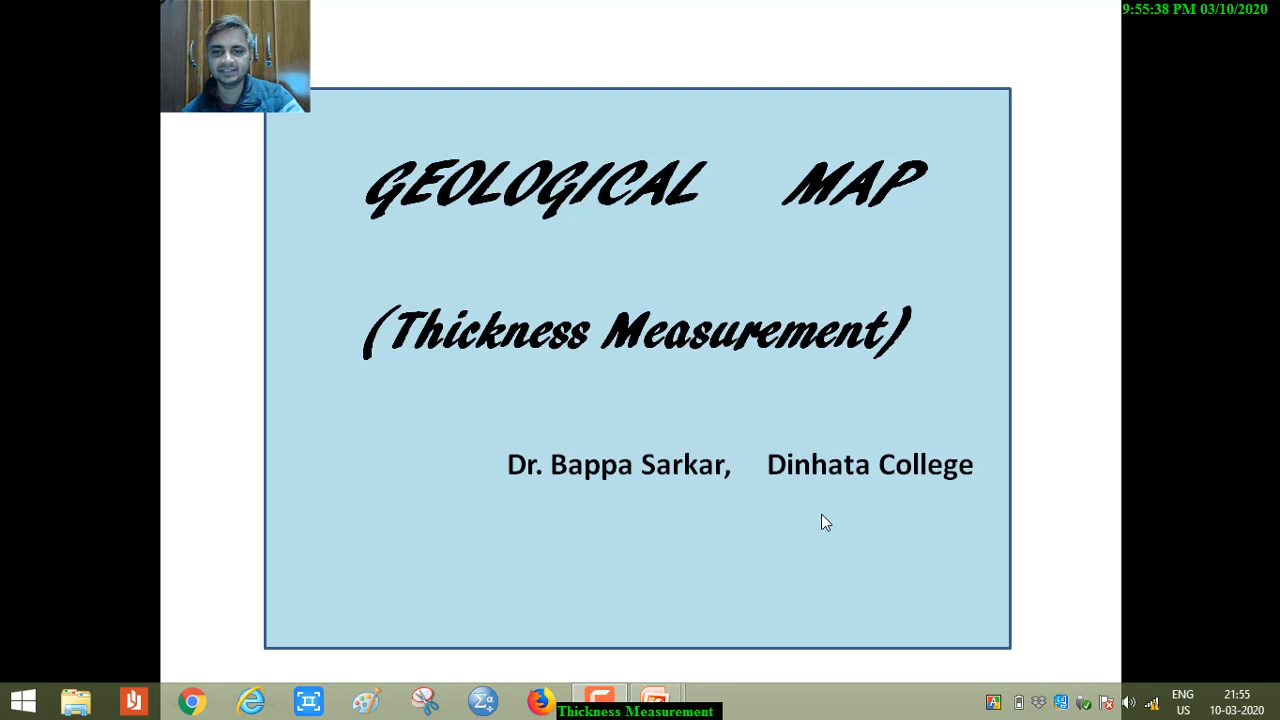 9:55:38 PM 03/10/2020
GEOLOGICAL MAP
(Thickness Measurement)
Dr. Bappa Sarkar, Dinhata College
Thickness Measurement
ENG
US
21:55
10-03-2020